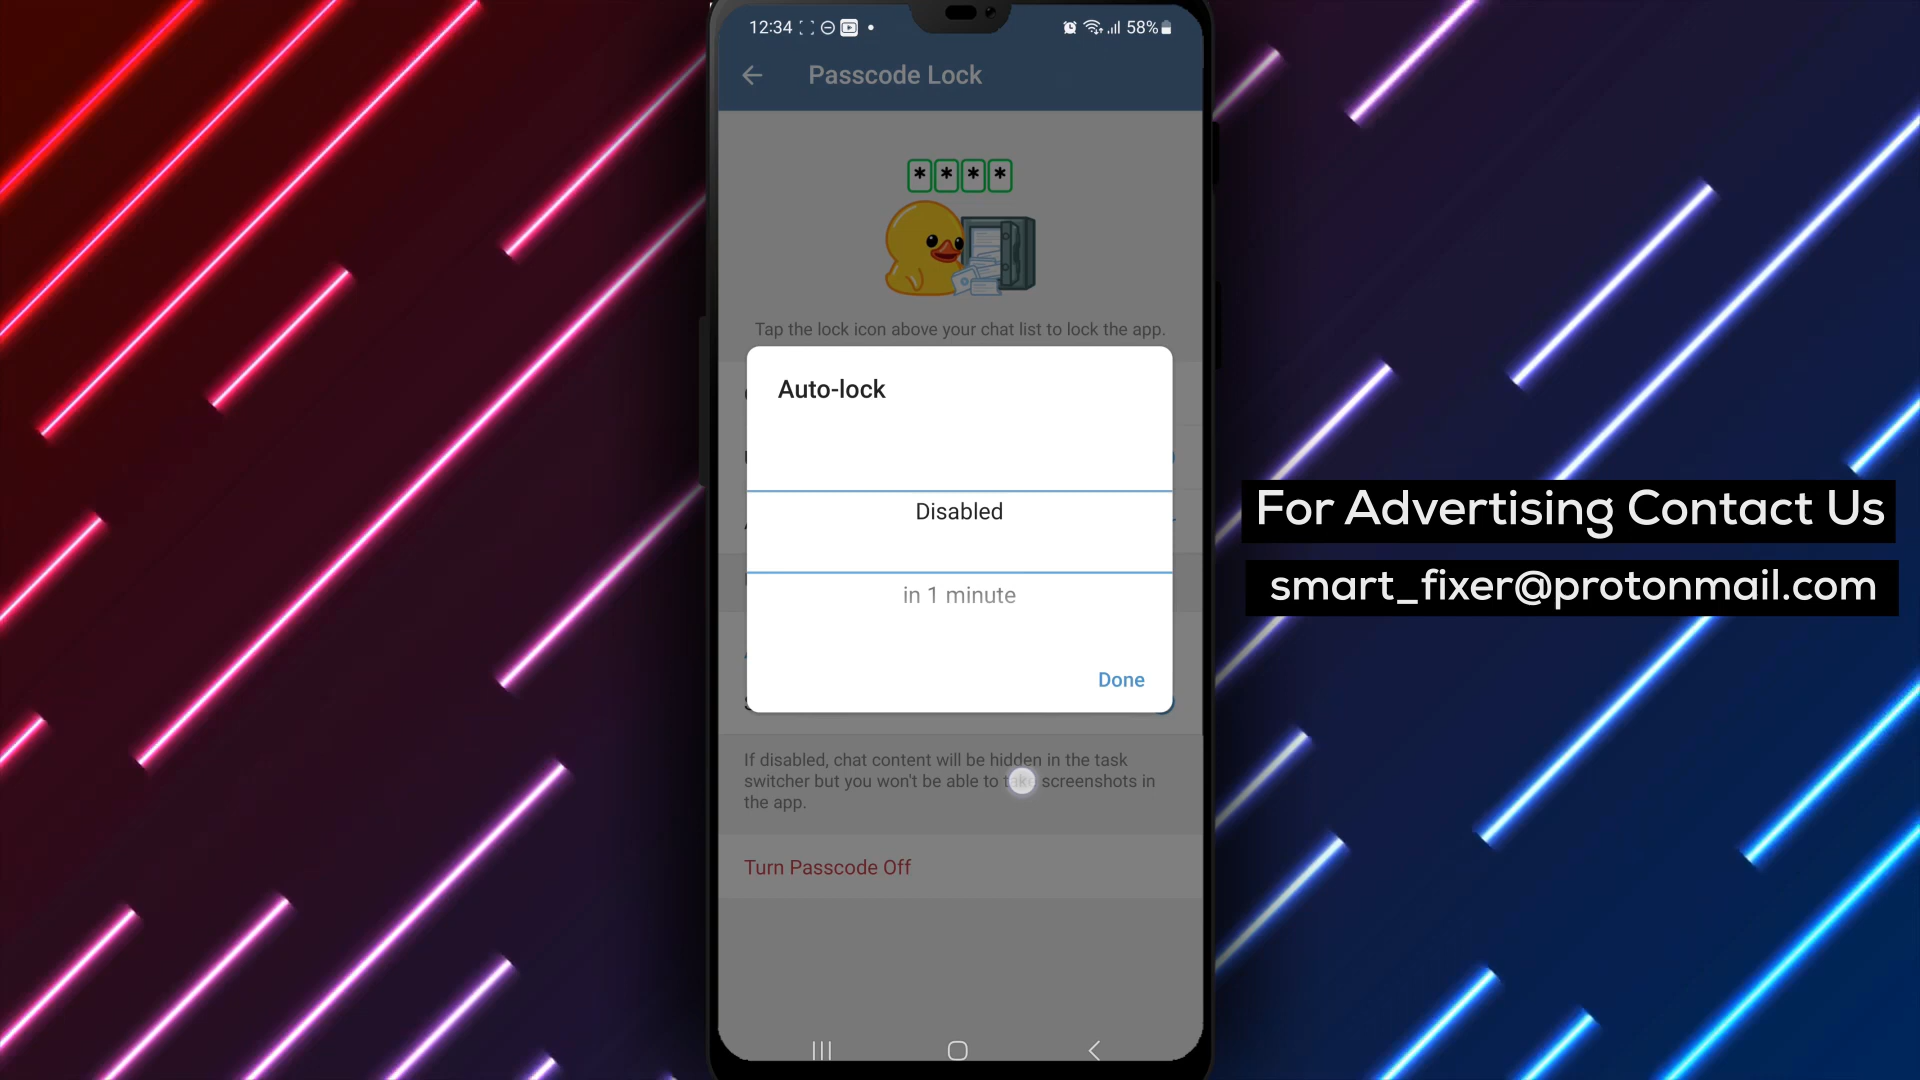 12:34 58%
Passcode Lock
* * * *
Tap the lock icon above your chat list to lock the app.
Auto-lock
Disabled
in 1 minute
Done
If disabled, chat content will be hidden in the task
switcher but you won't be able to take screenshots in
the app.
Turn Passcode Off
For Advertising Contact Us
smart_fixer@protonmail.com